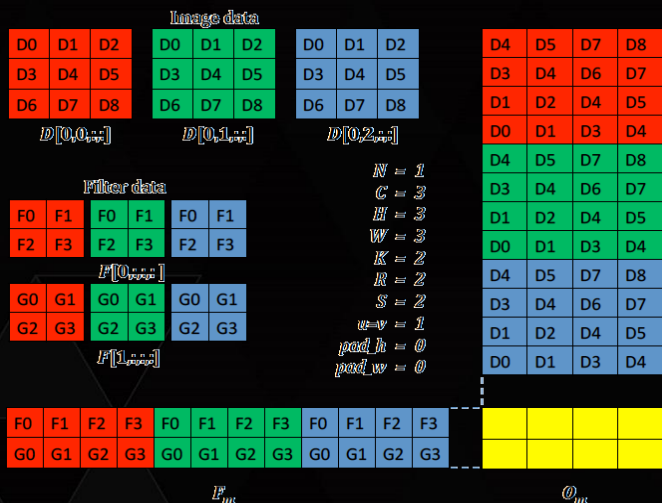 Image data
D0 D1 D2 D0 D1 D2 D0 D1 D2
D3 D4 D5 D3 D4 D5 D3 D4 D5
D6 D7 D8 D6 D7 D8 D6 D7 D8
D[0,0,:,:] D[0,1,:,:] D[0,2,:,:]
Filter data
F0 F1 F0 F1 F0 F1
F2 F3 F2 F3 F2 F3
F[0,:,:,:]
G0 G1 G0 G1 G0 G1
G2 G3 G2 G3 G2 G3
F[1,:,:,:]
N = 1
C = 3
H = 3
W = 3
K = 2
R = 2
S = 2
u=v = 1
pad_h = 0
pad_w = 0
D4 D5 D7 D8
D3 D4 D6 D7
D1 D2 D4 D5
D0 D1 D3 D4
D4 D5 D7 D8
D3 D4 D6 D7
D1 D2 D4 D5
D0 D1 D3 D4
D4 D5 D7 D8
D3 D4 D6 D7
D1 D2 D4 D5
D0 D1 D3 D4
F0 F1 F2 F3 F0 F1 F2 F3 F0 F1 F2 F3
G0 G1 G2 G3 G0 G1 G2 G3 G0 G1 G2 G3
F_m O_m